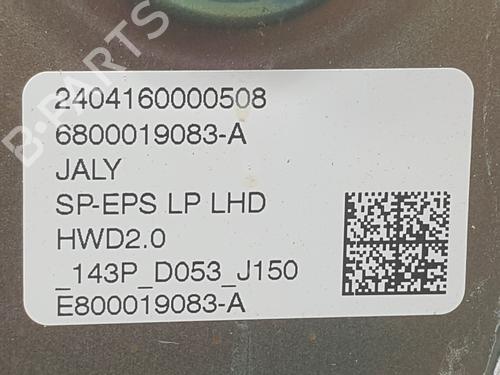 B-PARTS
2404160000508
6800019083-A
JALY
SP-EPS LP LHD
HWD2.0
_143P_D053_J150
E800019083-A